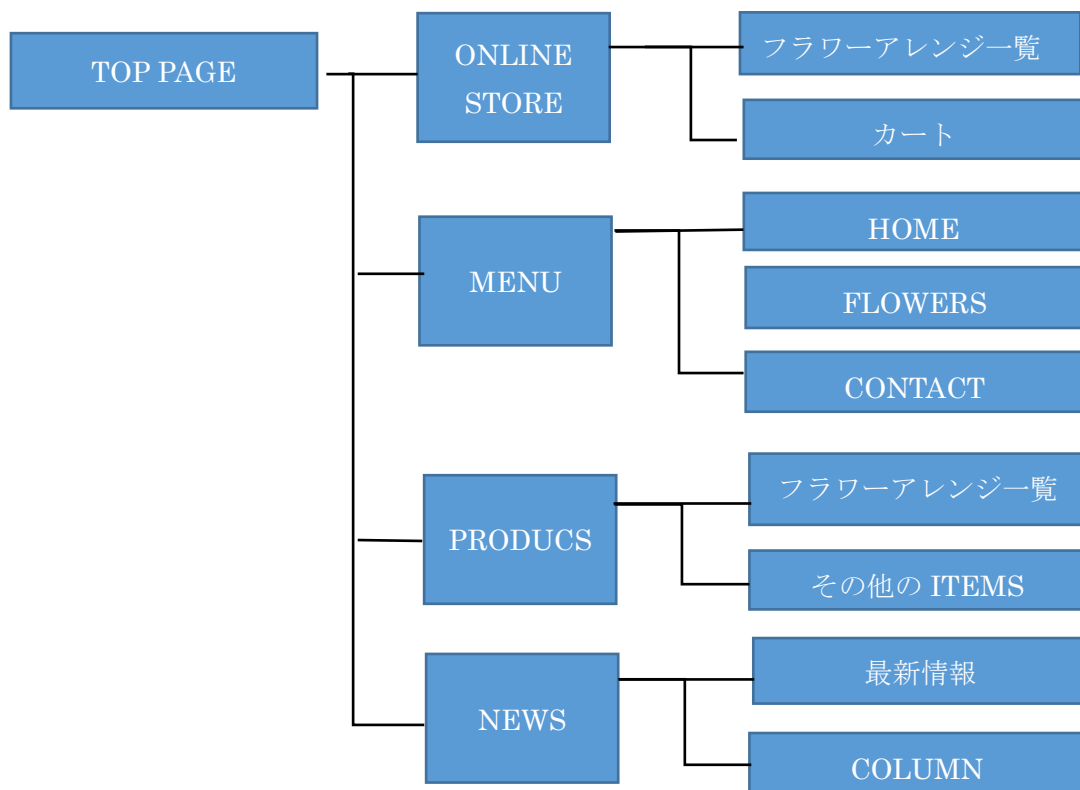 TOP PAGE
ONLINE
STORE
フラワーアレンジ一覧
カート
MENU
HOME
FLOWERS
CONTACT
PRODUCS
フラワーアレンジ一覧
その他の ITEMS
NEWS
最新情報
COLUMN